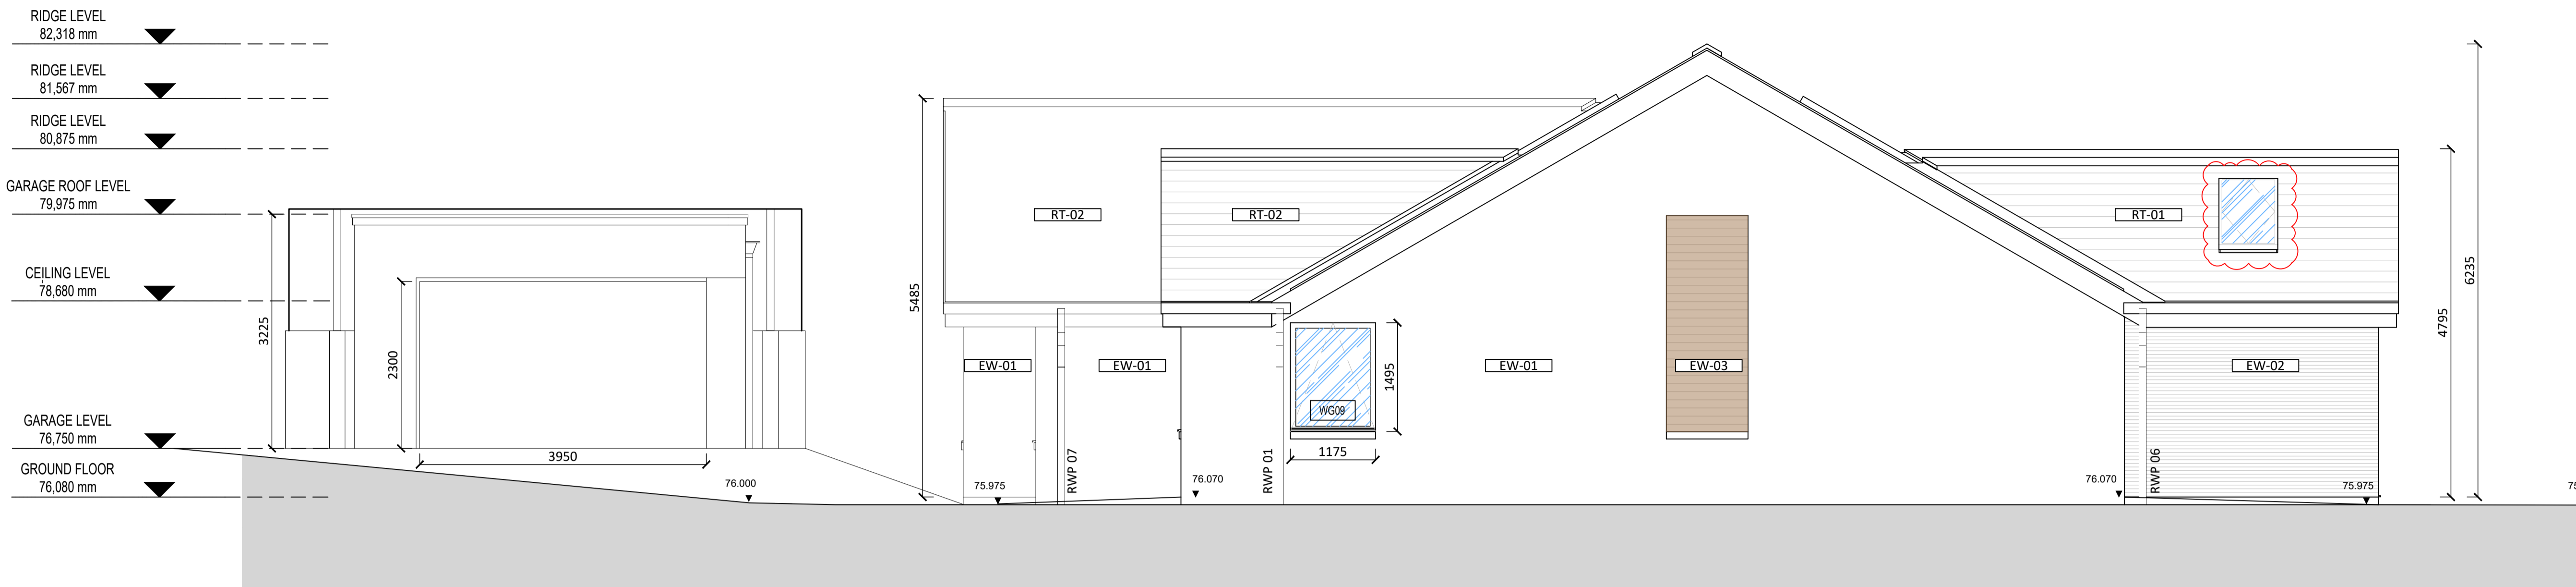 RIDGE LEVEL
82,318 mm
RIDGE LEVEL
81,567 mm
RIDGE LEVEL
80,875 mm
GARAGE ROOF LEVEL
79,975 mm
CEILING LEVEL
78,680 mm
GARAGE LEVEL
76,750 mm
GROUND FLOOR
76,080 mm
3225
2300
3950
76.000
5485
RT-02
RT-02
RT-01
EW-01
EW-01
EW-01
EW-03
EW-02
WG09
1495
1175
RWP 07
RWP 01
RWP 06
75.975
76.070
76.070
75.975
4795
6235